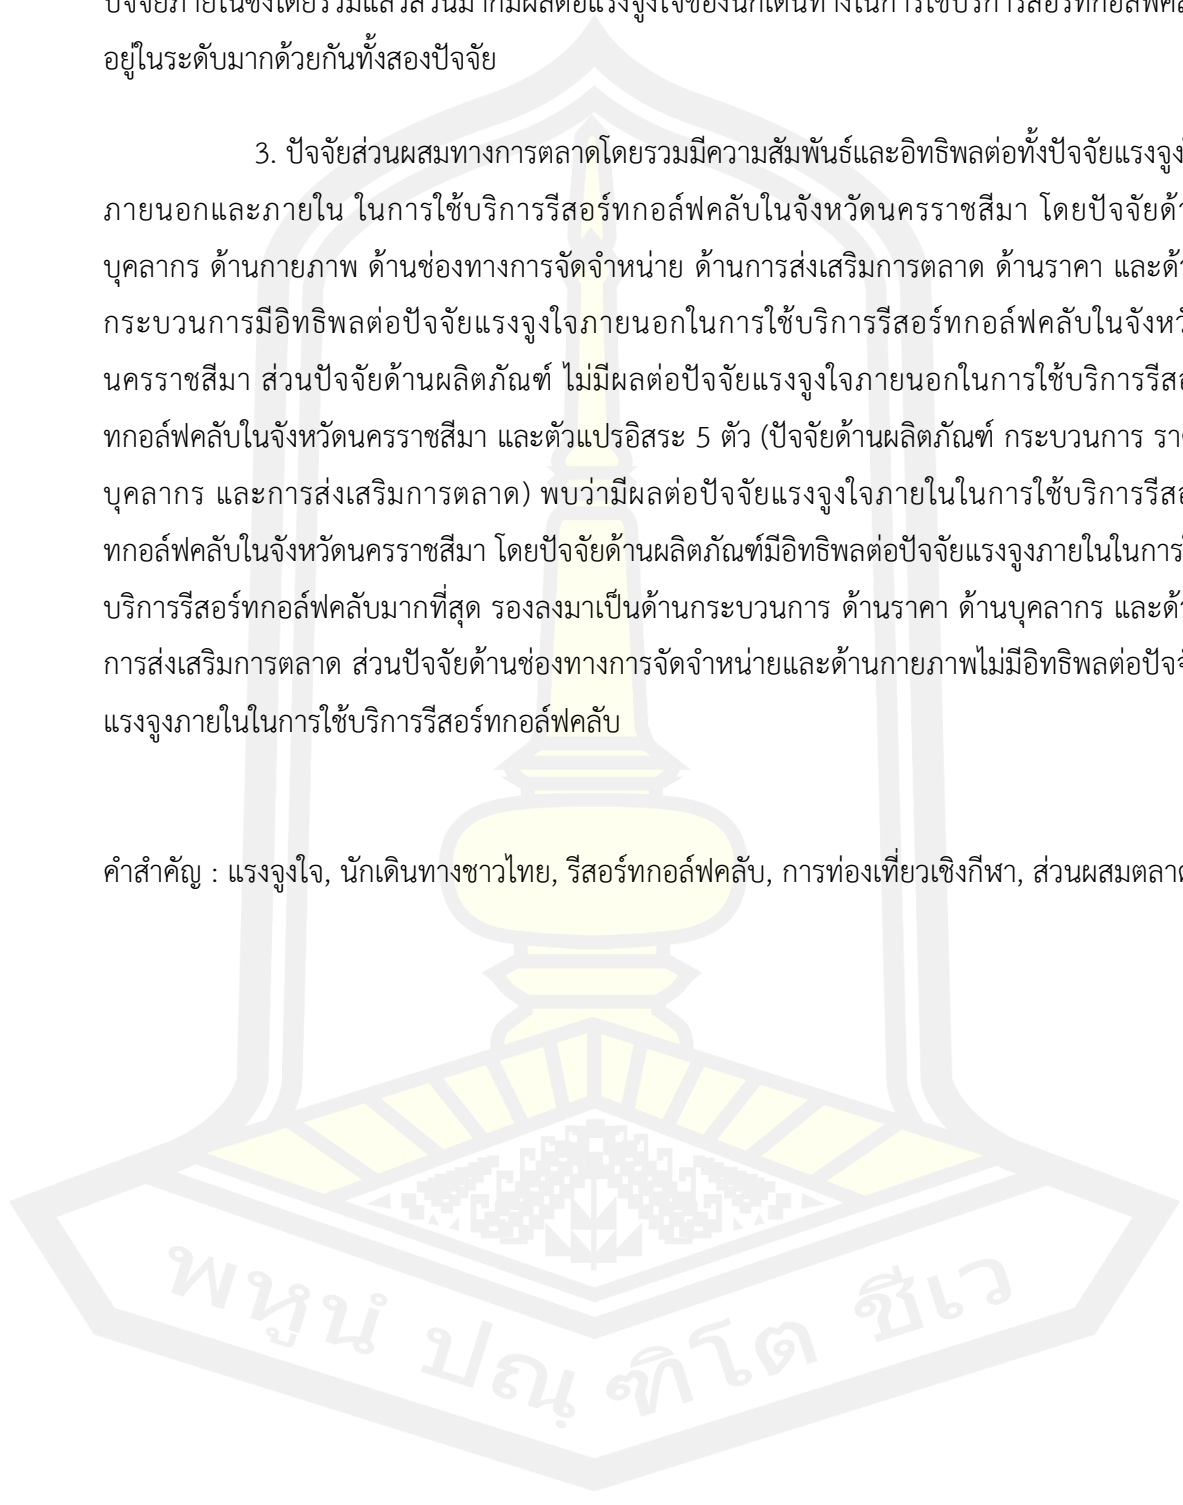 อยู่ในระดับมากด้วยกันทั้งสองปัจจัย
3. ปัจจัยส่วนผสมทางการตลาดโดยรวมมีความสัมพันธ์และอิทธิพลต่อทั้งปัจจัยแรงจูง
ภายนอกและภายใน ในการใช้บริการรีสอร์ทกอล์ฟคลับในจังหวัดนครราชสีมา โดยปัจจัย
บุคลากร ด้านกายภาพ ด้านช่องทางการจัดจำหน่าย ด้านการส่งเสริมการตลาด ด้านราคา และ
กระบวนการมีอิทธิพลต่อปัจจัยแรงจูงใจภายนอกในการใช้บริการรีสอร์ทกอล์ฟคลับใน
นครราชสีมา ส่วนปัจจัยด้านผลิตภัณฑ์ ไม่มีผลต่อปัจจัยแรงจูงใจภายนอกในการใช้บริการ
ทกอล์ฟคลับในจังหวัดนครราชสีมา และตัวแปรอิสระ 5 ตัว (ปัจจัยด้านผลิตภัณฑ์ กระบวนการ
บุคลากร และการส่งเสริมการตลาด) พบว่ามีผลต่อปัจจัยแรงจูงใจภายในในการใช้บริการ
ทกอล์ฟคลับในจังหวัดนครราชสีมา โดยปัจจัยด้านผลิตภัณฑ์มีอิทธิพลต่อปัจจัยแรงจูงภายในในการ
บริการรีสอร์ทกอล์ฟคลับมากที่สุด รองลงมาเป็นด้านกระบวนการ ด้านราคา ด้านบุคลากร และ
การส่งเสริมการตลาด ส่วนปัจจัยด้านช่องทางการจัดจำหน่ายและด้านกายภาพไม่มีอิทธิพลต่อ
แรงจูงภายในในการใช้บริการรีสอร์ทกอล์ฟคลับ
คำสำคัญ : แรงจูงใจ, นักเดินทางชาวไทย, รีสอร์ทกอล์ฟคลับ, การท่องเที่ยวเชิงกีฬา, ส่วนผสมตลาด
พหูนํ ปณฺฑิโต ชีเว